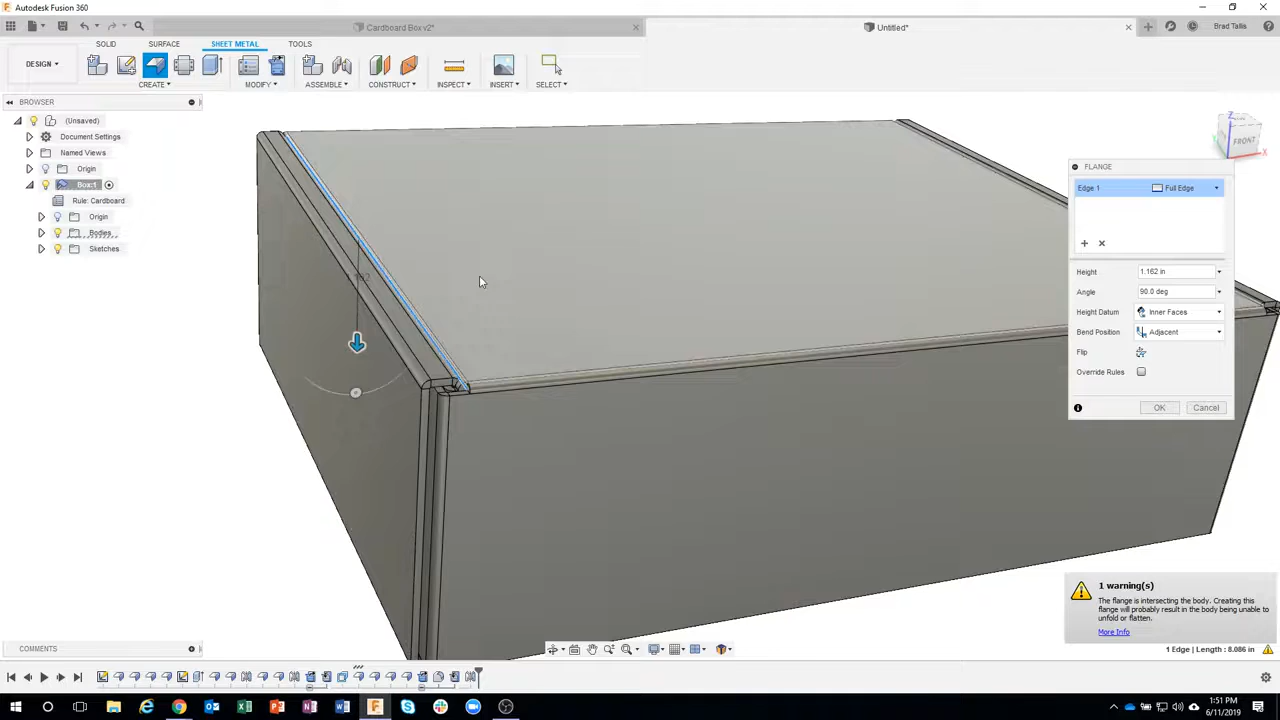 Autodesk Fusion 360
Cardboard Box v2*
Untitled*
Brad Tallis
SOLID SURFACE SHEET METAL TOOLS
DESIGN
CREATE
MODIFY
ASSEMBLE
CONSTRUCT
INSPECT
INSERT
SELECT
BROWSER
(Unsaved)
Document Settings
Named Views
Origin
Box:1
Rule: Cardboard
Origin
Bodies
Sketches
Z
FRONT
X
FLANGE
Edge 1 Full Edge
Height 1.162 in
Angle 90.0 deg
Height Datum Inner Faces
Bend Position Adjacent
Flip
Override Rules
OK Cancel
1 warning(s)
The flange is intersecting the body. Creating this
flange will probably result in the body being unable to
unfold or flatten.
More Info
COMMENTS
1 Edge | Length : 8.086 in
1:51 PM
6/11/2019